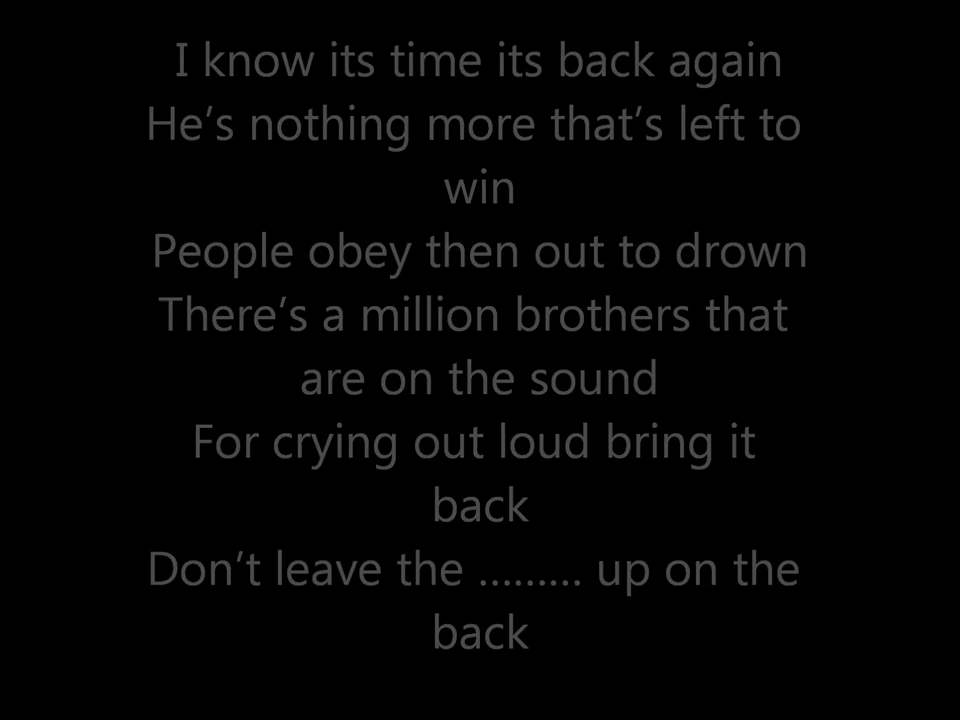 I know its time its back again
He’s nothing more that’s left to
win
People obey then out to drown
There’s a million brothers that
are on the sound
For crying out loud bring it
back
Don’t leave the ……… up on the
back